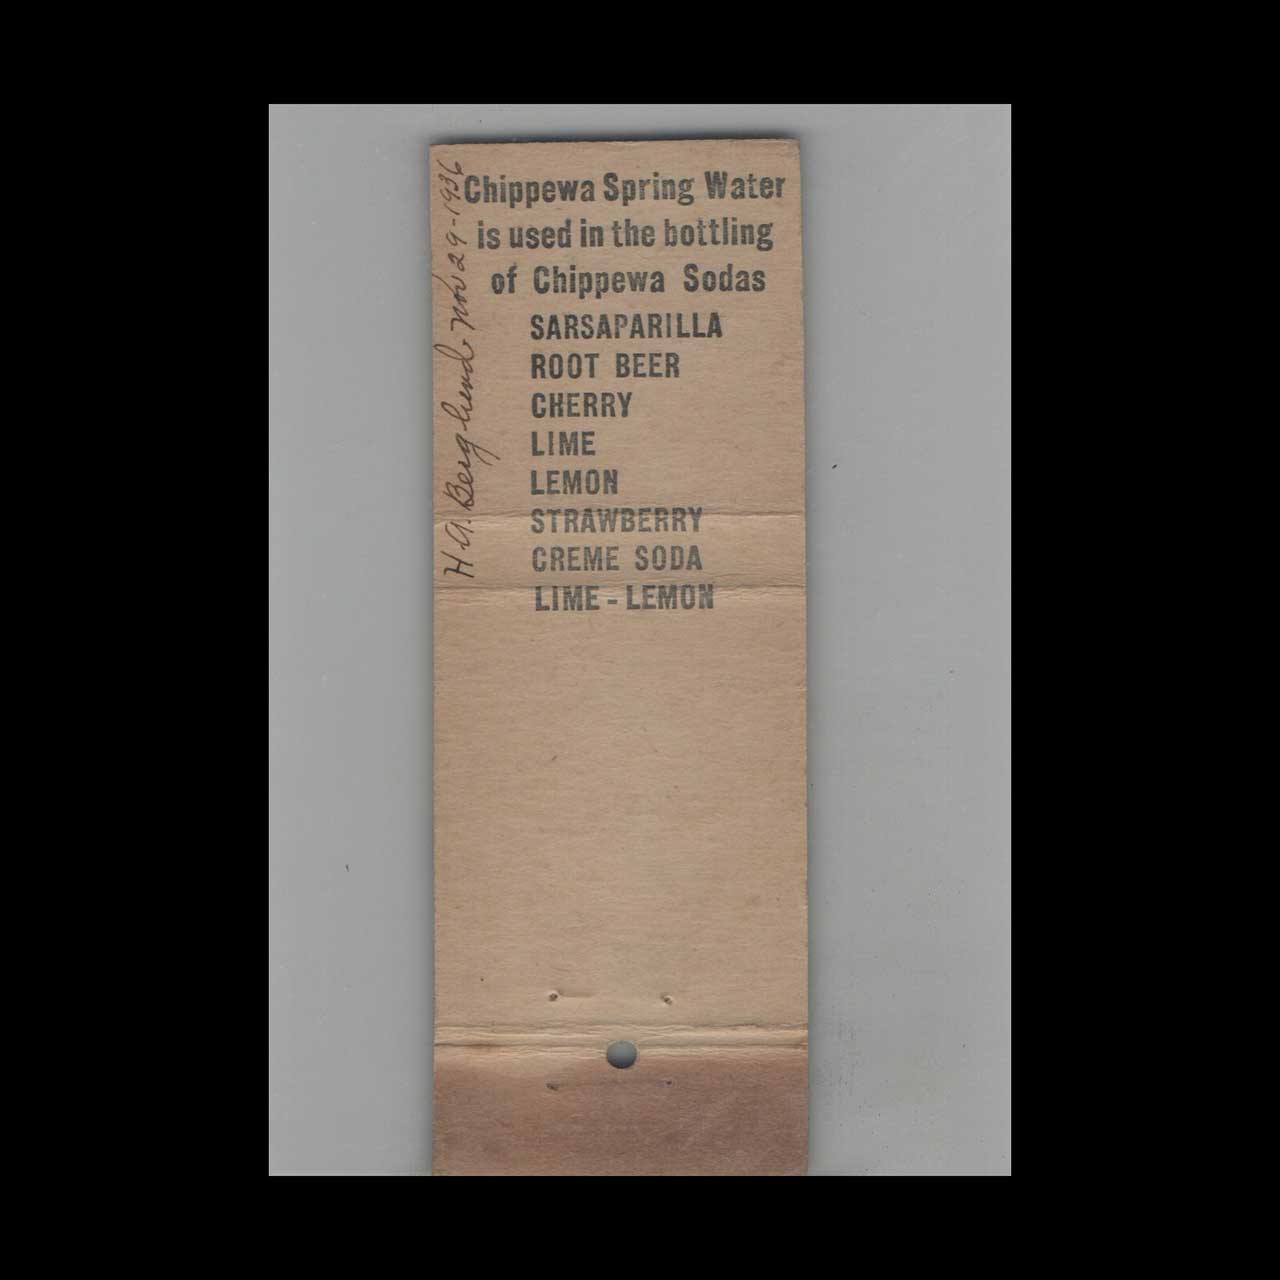 Chippewa Spring Water
is used in the bottling
of Chippewa Sodas
SARSAPARILLA
ROOT BEER
CHERRY
LIME
LEMON
STRAWBERRY
CREME SODA
LIME - LEMON
H.A. Berglund Nov 29-1936